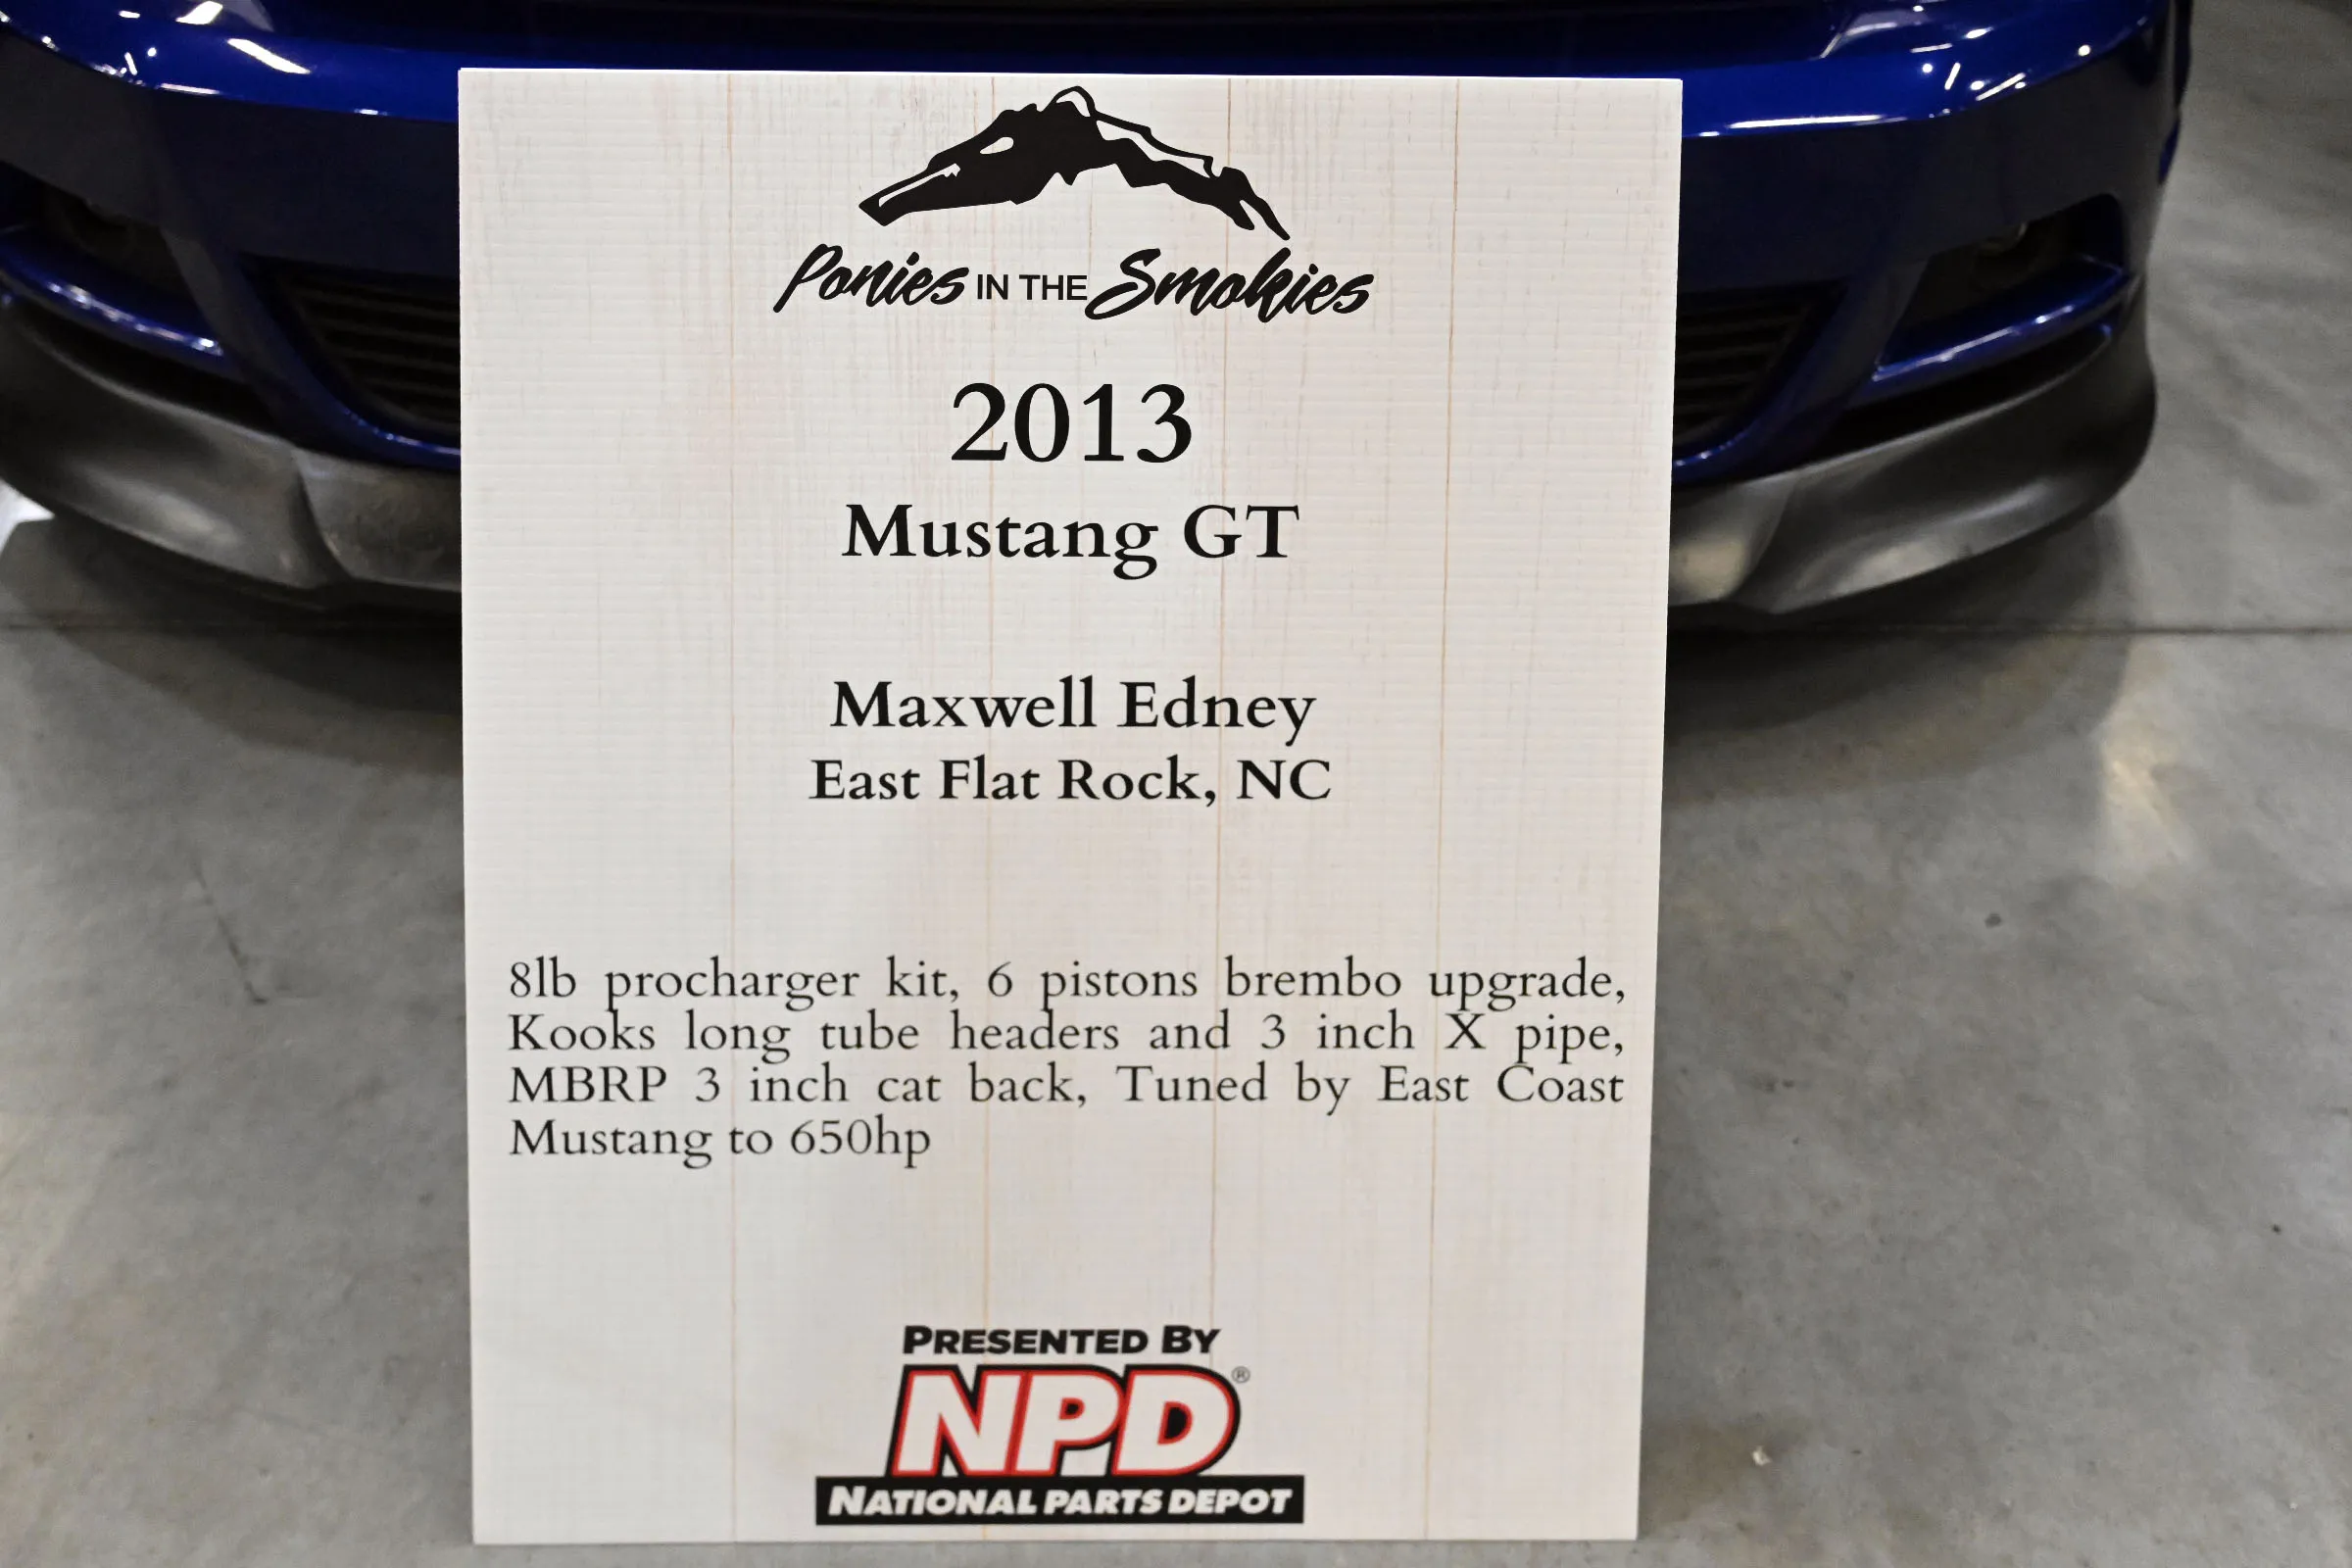 Ponies IN THE Smokies
2013
Mustang GT
Maxwell Edney
East Flat Rock, NC
8lb procharger kit, 6 pistons brembo upgrade,
Kooks long tube headers and 3 inch X pipe,
MBRP 3 inch cat back, Tuned by East Coast
Mustang to 650hp
PRESENTED BY
NPD®
NATIONAL PARTS DEPOT